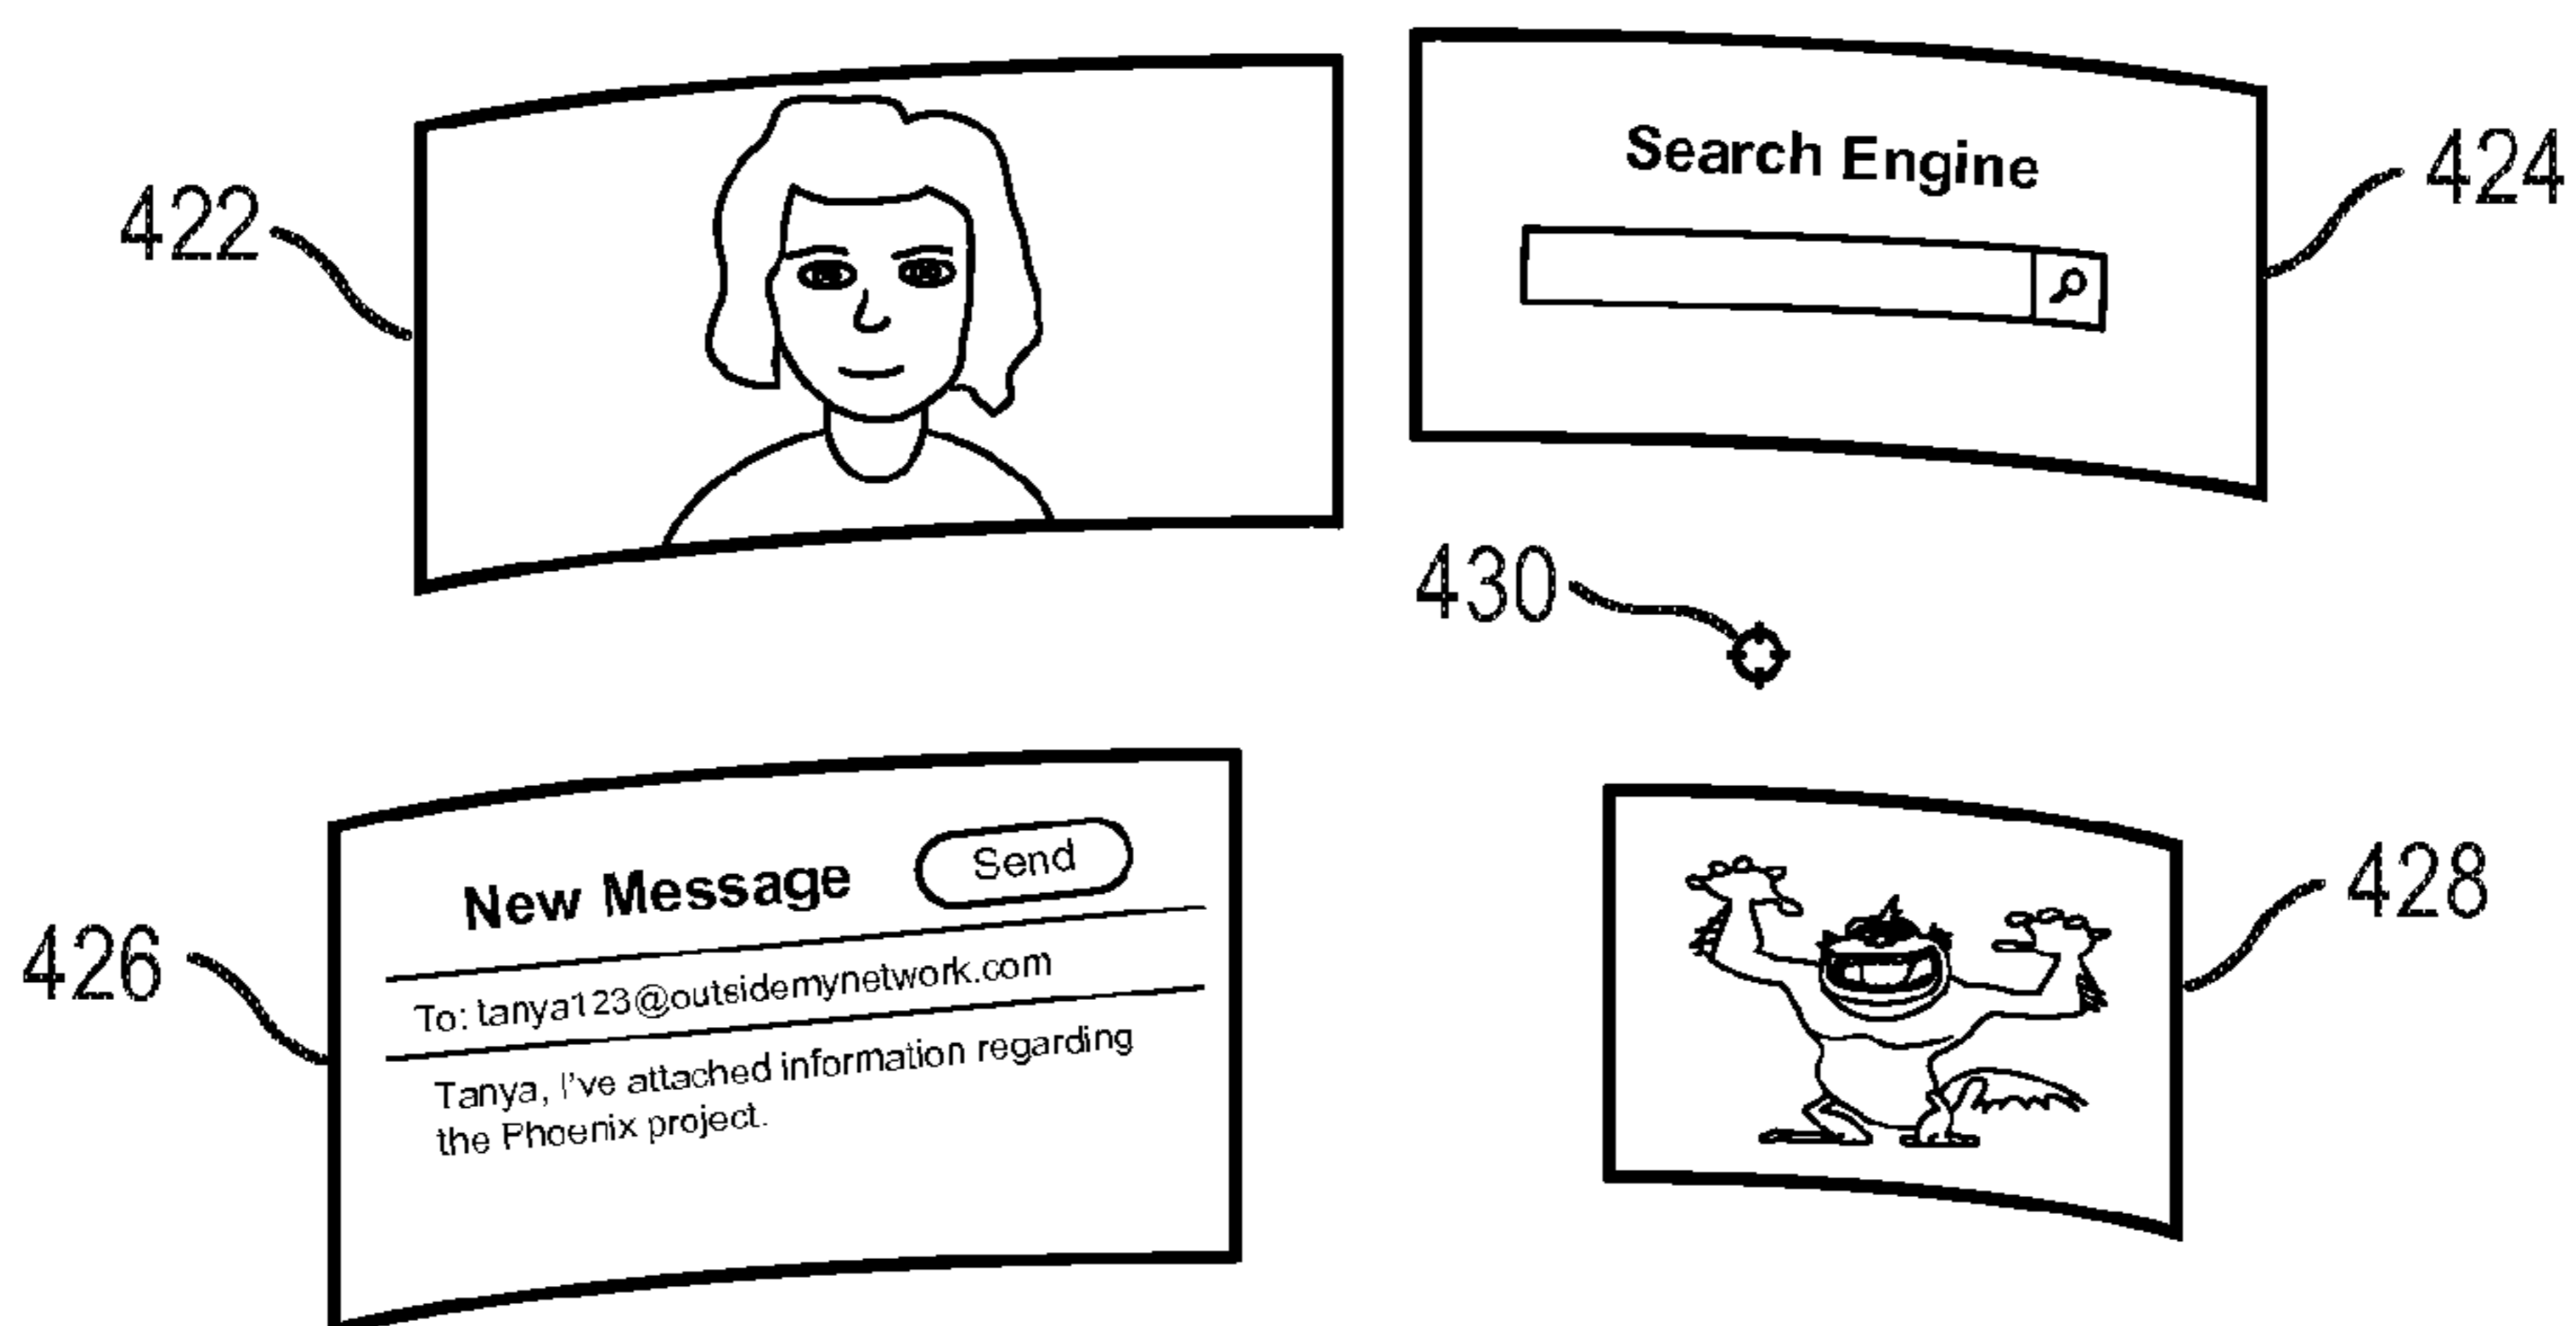 422
Search Engine
424
430
426
New Message
Send
To: tanya123@outsidemynetwork.com
Tanya, I've attached information regarding
the Phoenix project.
428